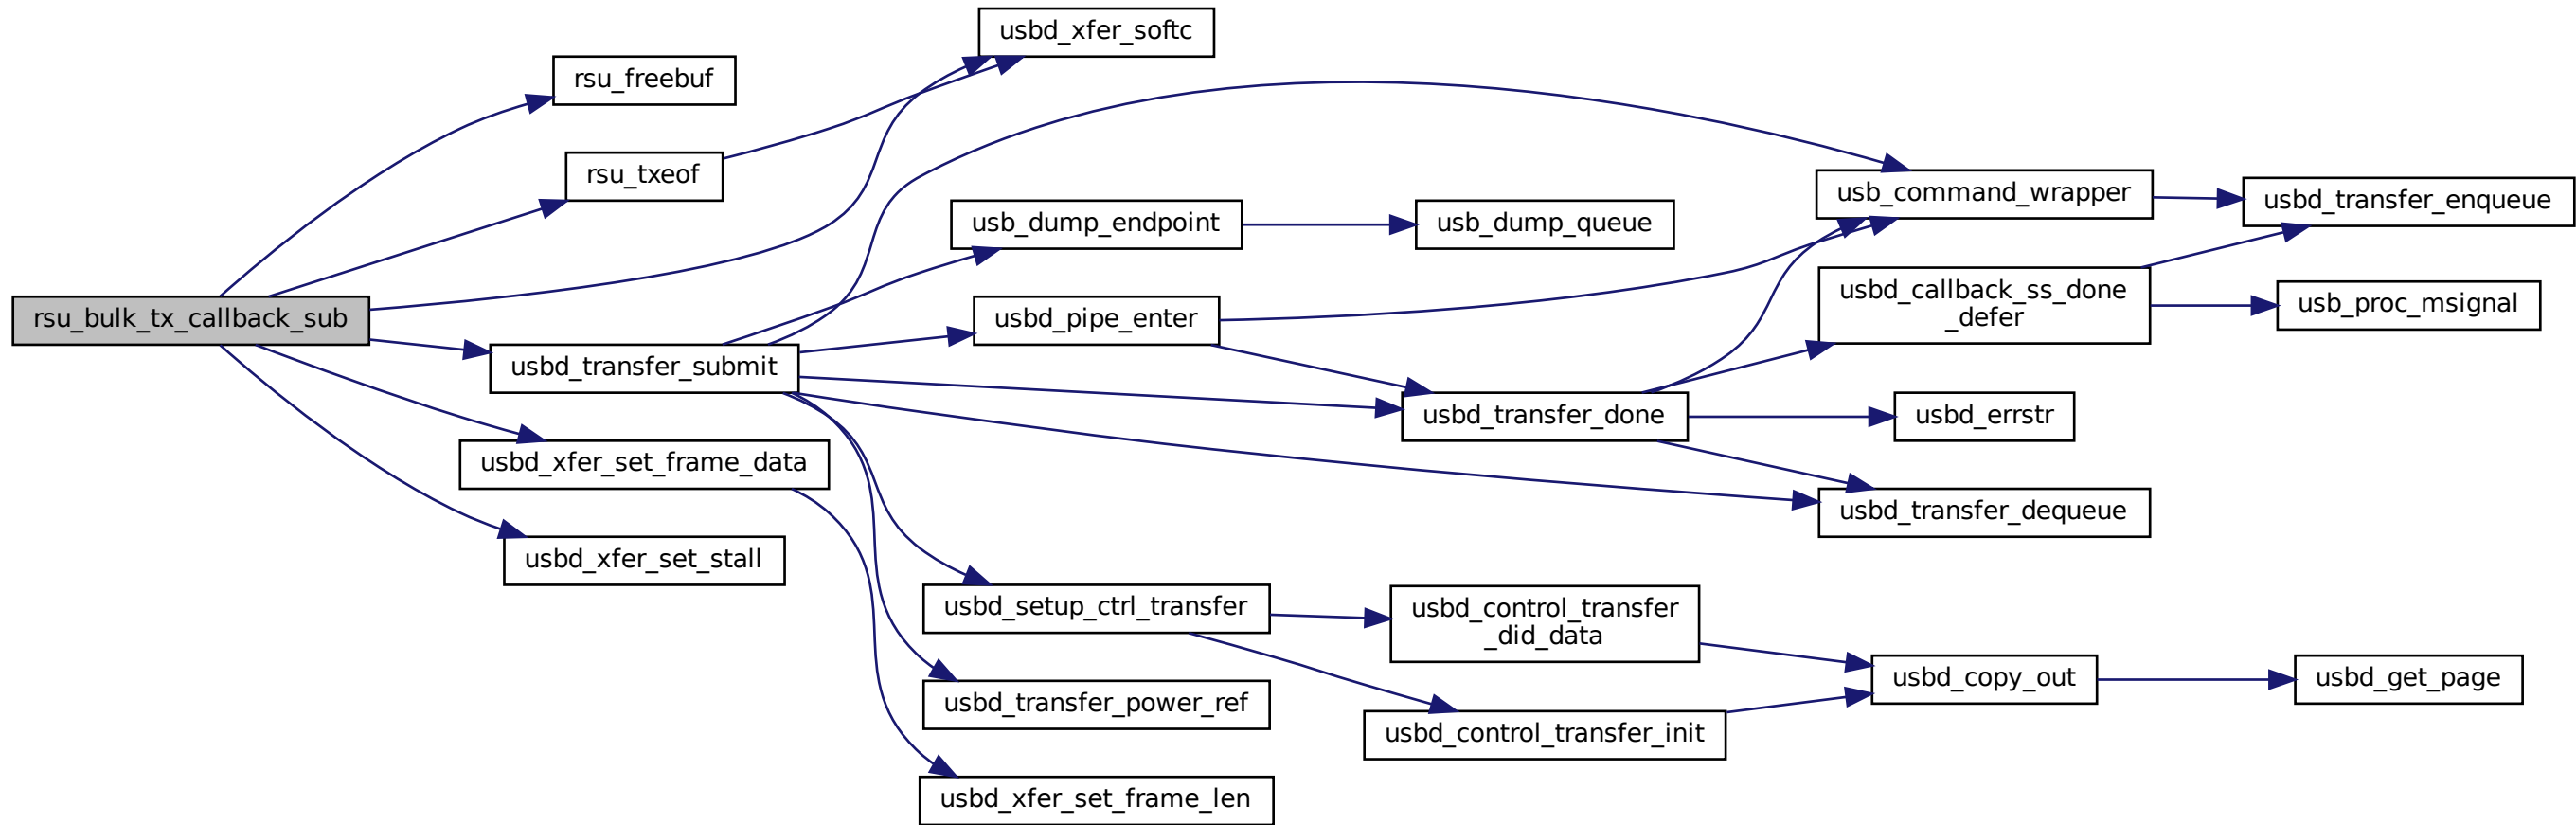 usbd_xfer_softc
rsu_freebuf
rsu_txeof
usb_command_wrapper
usbd_transfer_enqueue
usb_dump_endpoint
usb_dump_queue
usbd_callback_ss_done
_defer
usb_proc_msignal
rsu_bulk_tx_callback_sub
usbd_pipe_enter
usbd_transfer_submit
usbd_transfer_done
usbd_errstr
usbd_xfer_set_frame_data
usbd_transfer_dequeue
usbd_xfer_set_stall
usbd_setup_ctrl_transfer
usbd_control_transfer
_did_data
usbd_copy_out
usbd_get_page
usbd_transfer_power_ref
usbd_control_transfer_init
usbd_xfer_set_frame_len